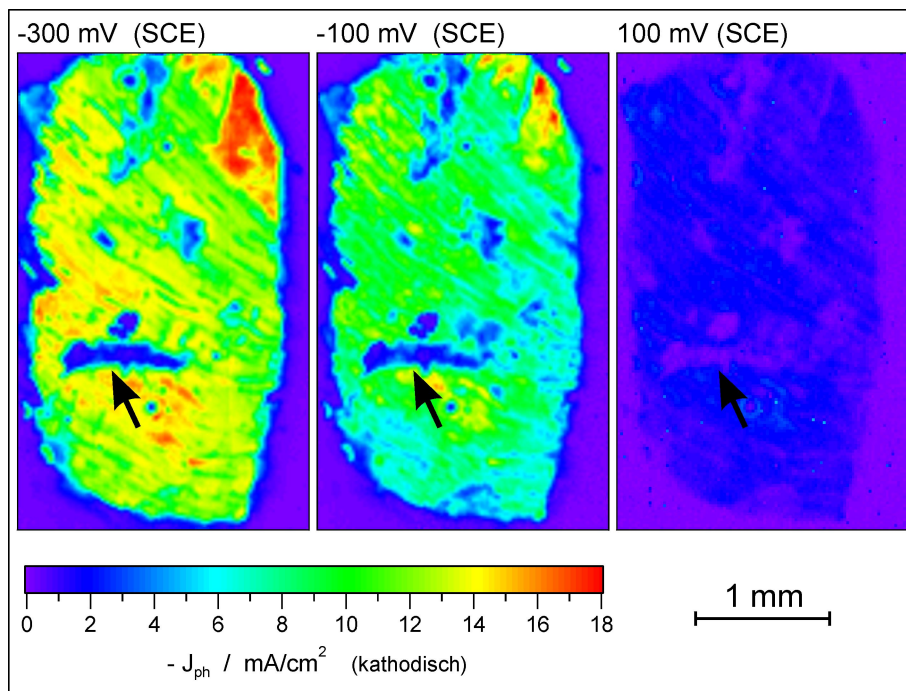 -300 mV (SCE)
-100 mV (SCE)
100 mV (SCE)
0 2 4 6 8 10 12 14 16 18
- Jph / mA/cm2 (kathodisch)
1 mm